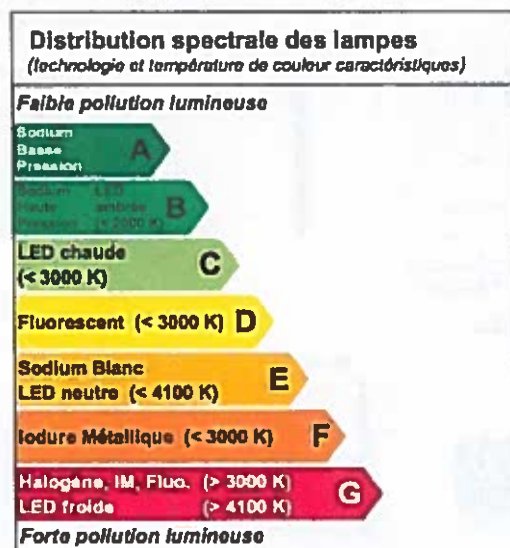 Distribution spectrale des lampes
(technologie et température de couleur caractéristiques)
Faible pollution lumineuse
Sodium
Basse
Pression
A
Sodium LED
Haute ambrée
Pression (< 2000 K)
B
LED chaude
(< 3000 K)
C
Fluorescent (< 3000 K) D
Sodium Blanc
LED neutre (< 4100 K)
E
Iodure Métallique (< 3000 K) F
Halogène, IM, Fluo. (> 3000 K)
LED froide (> 4100 K)
G
Forte pollution lumineuse